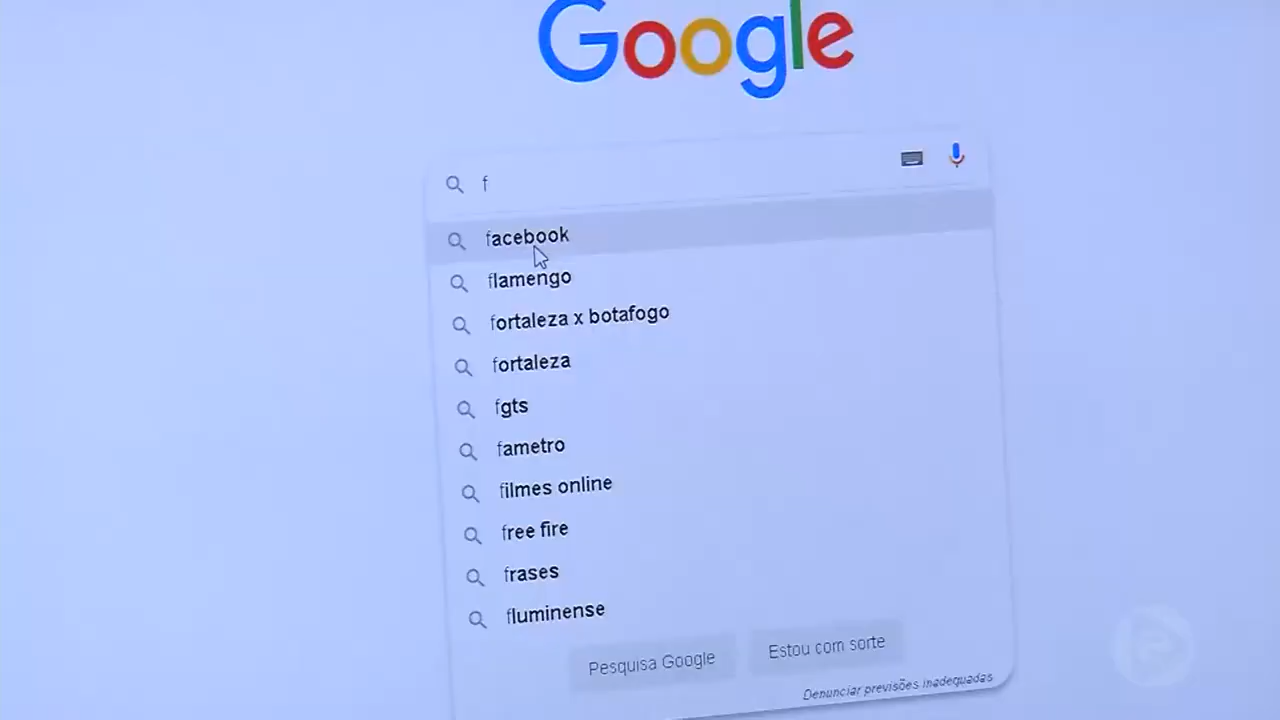 Google
f
facebook
flamengo
fortaleza x botafogo
fortaleza
fgts
fametro
filmes online
free fire
frases
fluminense
Pesquisa Google
Estou com sorte
Denunciar previsões inadequadas